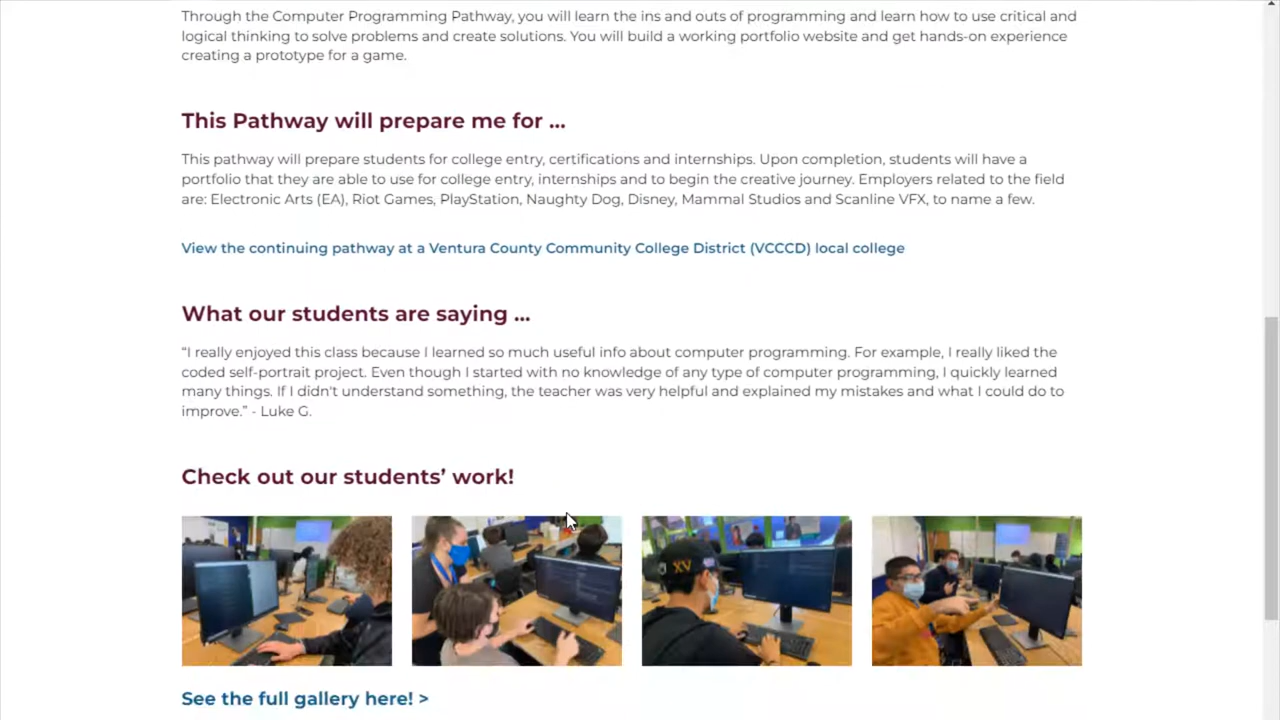 Through the Computer Programming Pathway, you will learn the ins and outs of programming and learn how to use critical and
logical thinking to solve problems and create solutions. You will build a working portfolio website and get hands-on experience
creating a prototype for a game.
This Pathway will prepare me for ...
This pathway will prepare students for college entry, certifications and internships. Upon completion, students will have a
portfolio that they are able to use for college entry, internships and to begin the creative journey. Employers related to the field
are: Electronic Arts (EA), Riot Games, PlayStation, Naughty Dog, Disney, Mammal Studios and Scanline VFX, to name a few.
View the continuing pathway at a Ventura County Community College District (VCCCD) local college
What our students are saying ...
“I really enjoyed this class because I learned so much useful info about computer programming. For example, I really liked the
coded self-portrait project. Even though I started with no knowledge of any type of computer programming, I quickly learned
many things. If I didn't understand something, the teacher was very helpful and explained my mistakes and what I could do to
improve.” - Luke G.
Check out our students’ work!
XV
See the full gallery here! >